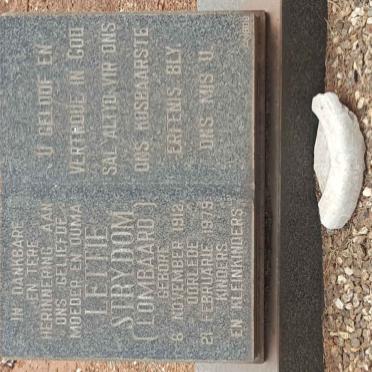 IN DANKBARE
EN TERE
HERINNERING AAN
ONS GELIEFDE
MOEDER EN OUMA
LETTIE
STRYDOM
(LOMBAARD)
GEBORE
8 NOVEMBER 1912
OORLEDE
21 FEBRUARIE 1979
KINDERS
EN KLEINKINDERS
U GELOOF EN
VERTROUE IN GOD
SAL ALTYD VIR ONS
ONS KOSBAARSTE
ERFENIS BLY
ONS MIS U